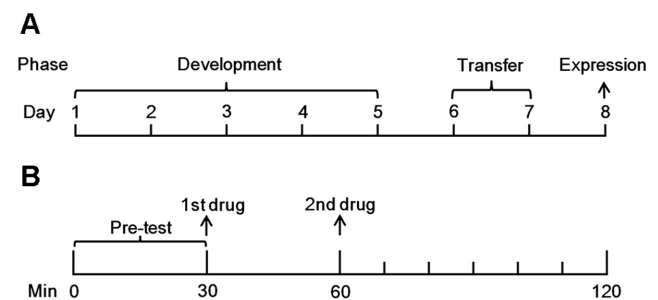 A
Phase Development Transfer Expression
Day 1 2 3 4 5 6 7 8
B
1st drug 2nd drug
Pre-test
Min 0 30 60 120